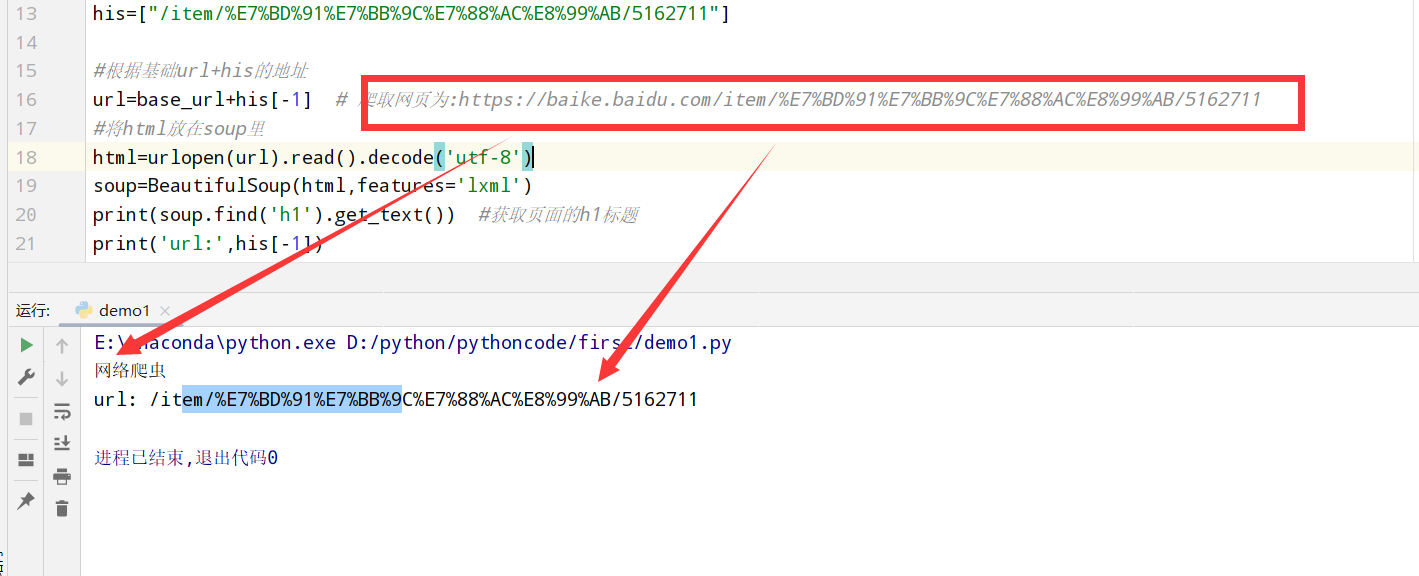 13 his=["/item/%E7%BD%91%E7%BB%9C%E7%88%AC%E8%99%AB/5162711"]
14
15 #根据基础url+his的地址
16 url=base_url+his[-1]  # 爬取网页为:https://baike.baidu.com/item/%E7%BD%91%E7%BB%9C%E7%88%AC%E8%99%AB/5162711
17 #将html放在soup里
18 html=urlopen(url).read().decode('utf-8')
19 soup=BeautifulSoup(html,features='lxml')
20 print(soup.find('h1').get_text())  #获取页面的h1标题
21 print('url:',his[-1])
运行: demo1
E:\anaconda\python.exe D:/python/pythoncode/first/demo1.py
网络爬虫
url: /item/%E7%BD%91%E7%BB%9C%E7%88%AC%E8%99%AB/5162711
进程已结束,退出代码0